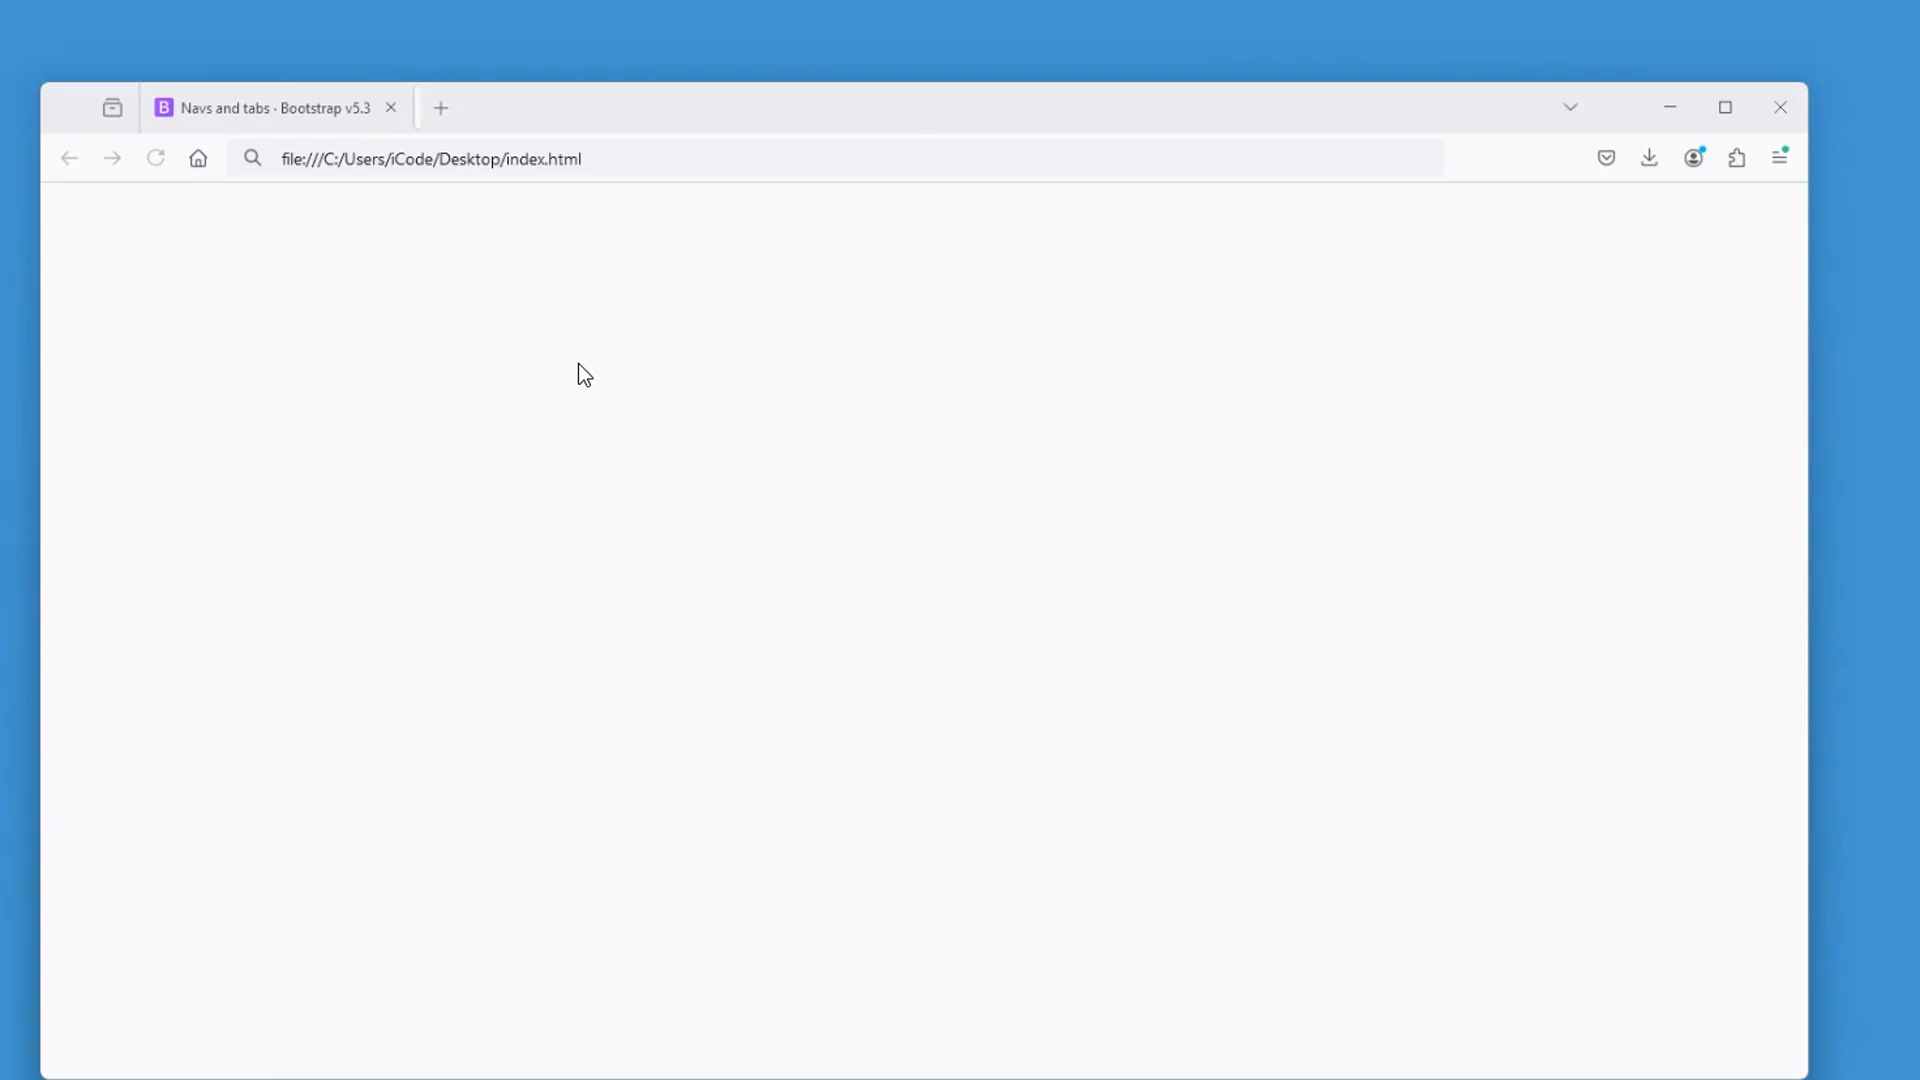 B Navs and tabs · Bootstrap v5.3
file:///C:/Users/iCode/Desktop/index.html